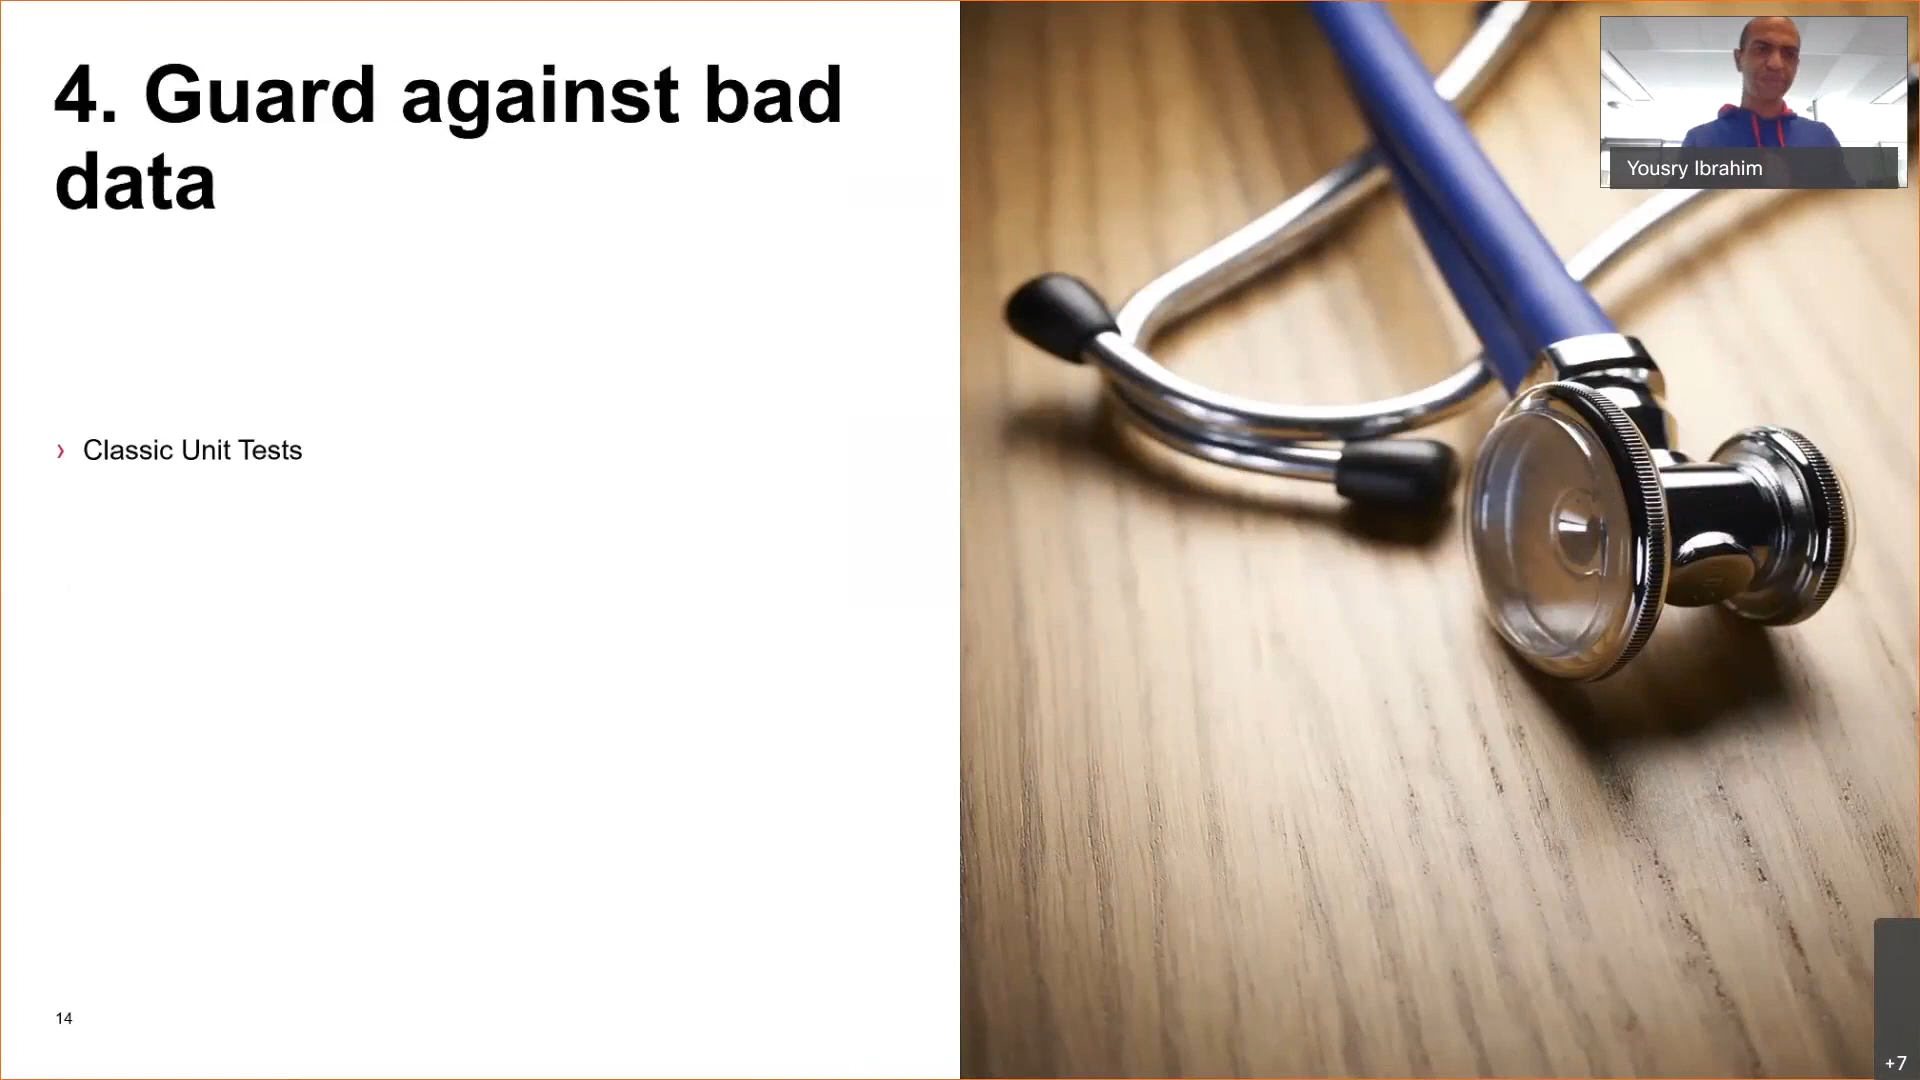 4. Guard against bad
data
› Classic Unit Tests
14
Yousry Ibrahim
+7